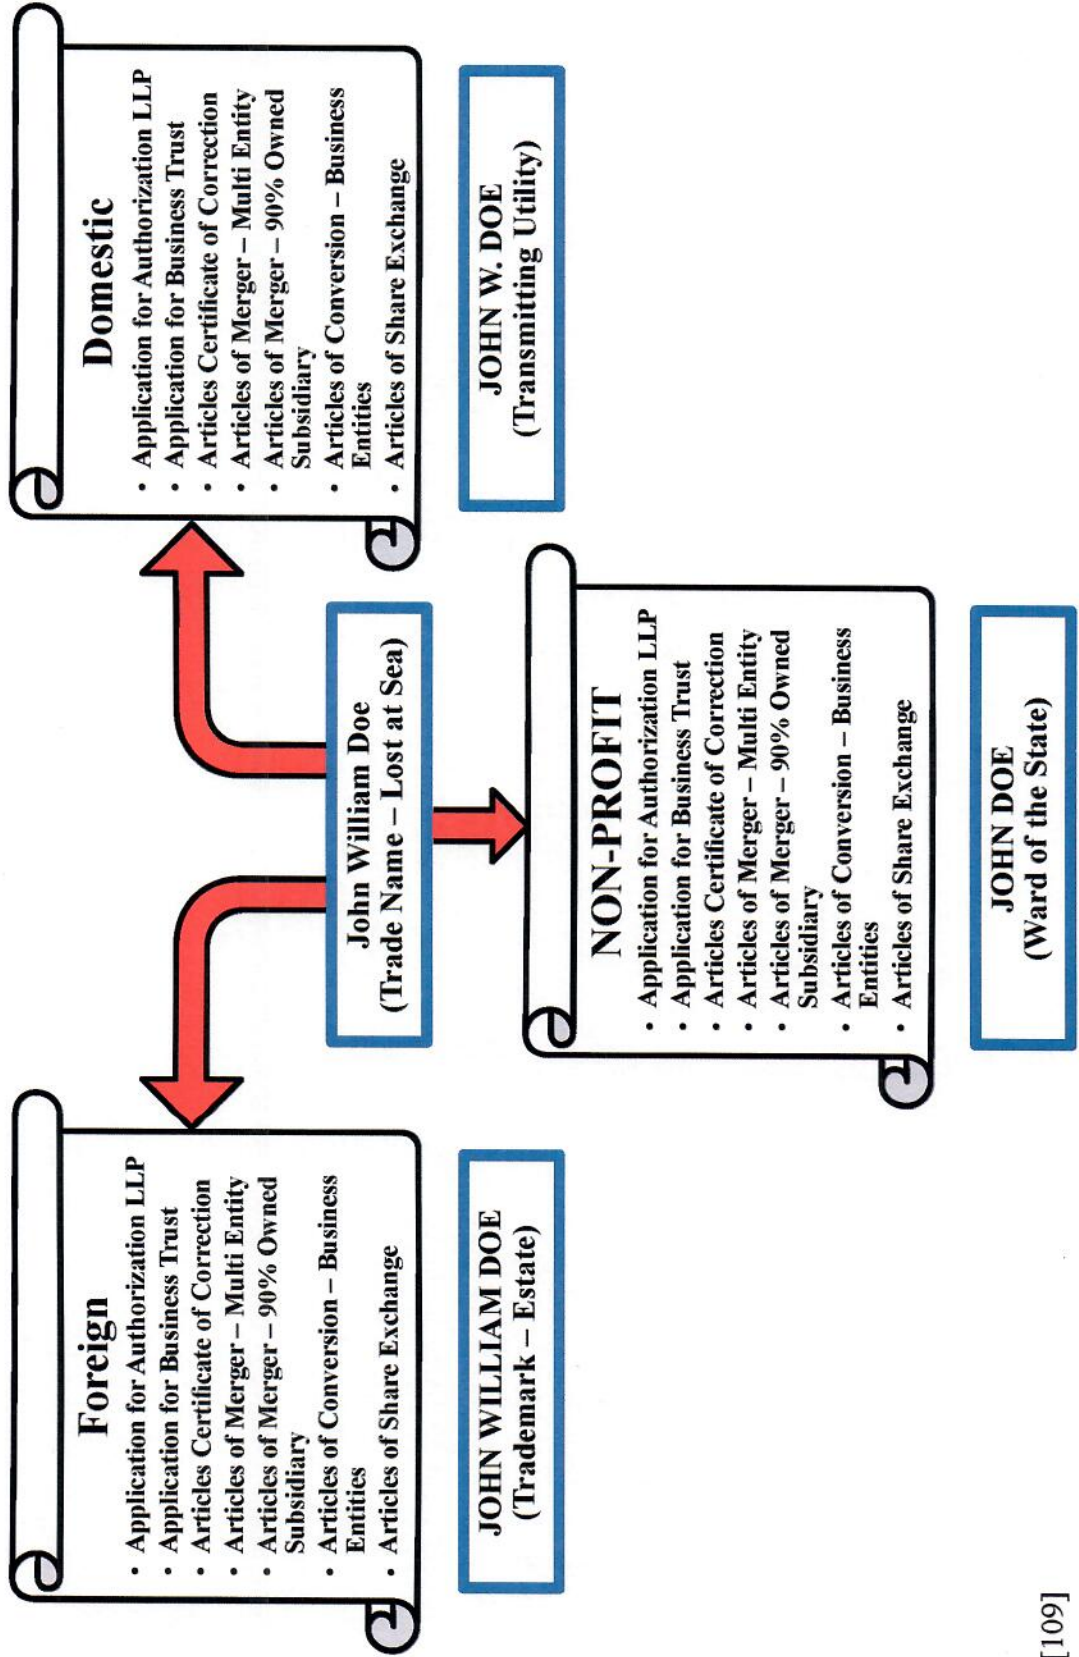 Foreign
• Application for Authorization LLP
• Application for Business Trust
• Articles Certificate of Correction
• Articles of Merger – Multi Entity
• Articles of Merger – 90% Owned
Subsidiary
• Articles of Conversion – Business
Entities
• Articles of Share Exchange
JOHN WILLIAM DOE
(Trademark – Estate)
John William Doe
(Trade Name – Lost at Sea)
Domestic
• Application for Authorization LLP
• Application for Business Trust
• Articles Certificate of Correction
• Articles of Merger – Multi Entity
• Articles of Merger – 90% Owned
Subsidiary
• Articles of Conversion – Business
Entities
• Articles of Share Exchange
JOHN W. DOE
(Transmitting Utility)
NON-PROFIT
• Application for Authorization LLP
• Application for Business Trust
• Articles Certificate of Correction
• Articles of Merger – Multi Entity
• Articles of Merger – 90% Owned
Subsidiary
• Articles of Conversion – Business
Entities
• Articles of Share Exchange
JOHN DOE
(Ward of the State)
[109]